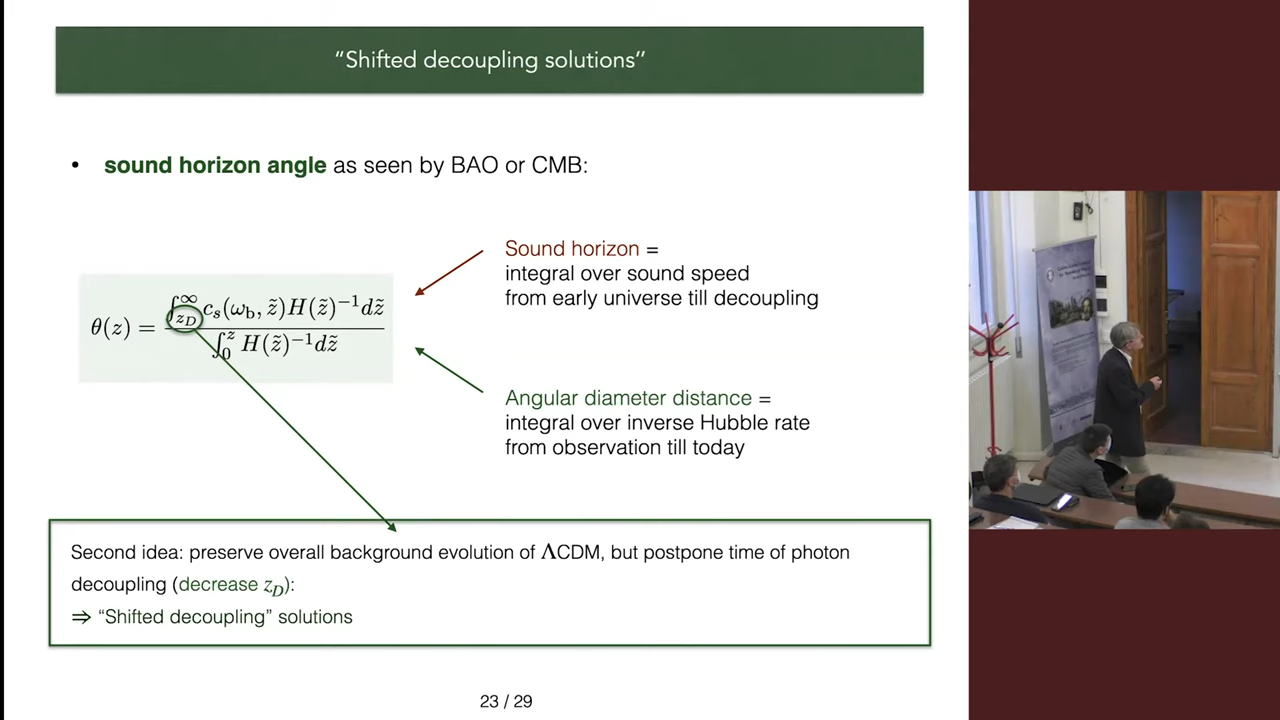 “Shifted decoupling solutions”
• sound horizon angle as seen by BAO or CMB:
Sound horizon =
integral over sound speed
from early universe till decoupling
θ(z) = ∫_{z_D}^{∞} c_s(ω_b, z̃)H(z̃)^{−1}dz̃ / ∫_0^z H(z̃)^{−1}dz̃
Angular diameter distance =
integral over inverse Hubble rate
from observation till today
Second idea: preserve overall background evolution of ΛCDM, but postpone time of photon
decoupling (decrease z_D):
⇒ “Shifted decoupling” solutions
23 / 29